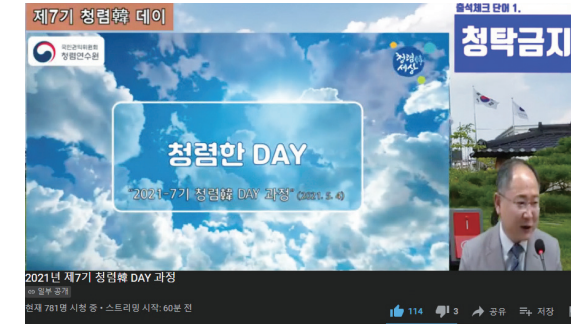 제7기 청렴韓 데이
출석체크 단어 1.
청탁금지
국민권익위원회
청렴연수원
청렴韓
세상
청렴한 DAY
"2021-7기 청렴韓 DAY 과정" (2021. 5. 4)
2021년 제7기 청렴韓 DAY 과정
일부 공개
현재 781명 시청 중 • 스트리밍 시작: 60분 전
114
3
공유
저장